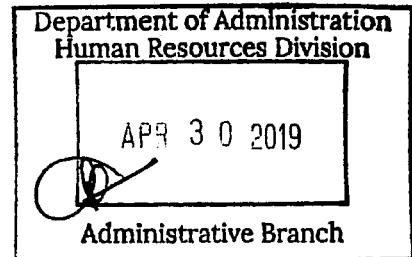 Department of Administration
Human Resources Division
APR 30 2019
Administrative Branch